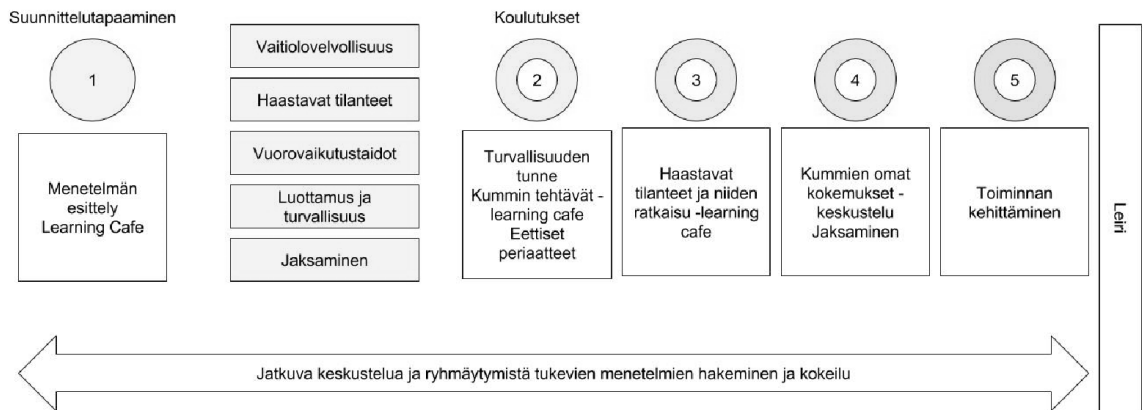 Suunnittelutapaaminen
1
Menetelmän
esittely
Learning Cafe
Vaitiolovelvollisuus
Haastavat tilanteet
Vuorovaikutustaidot
Luottamus ja
turvallisuus
Jaksaminen
Koulutukset
2
Turvallisuuden
tunne
Kummin tehtävät -
learning cafe
Eettiset
periaatteet
3
Haastavat
tilanteet ja niiden
ratkaisu -learning
cafe
4
Kummien omat
kokemukset -
keskustelu
Jaksaminen
5
Toiminnan
kehittäminen
Leiri
Jatkuva keskustelua ja ryhmäytymistä tukevien menetelmien hakeminen ja kokeilu